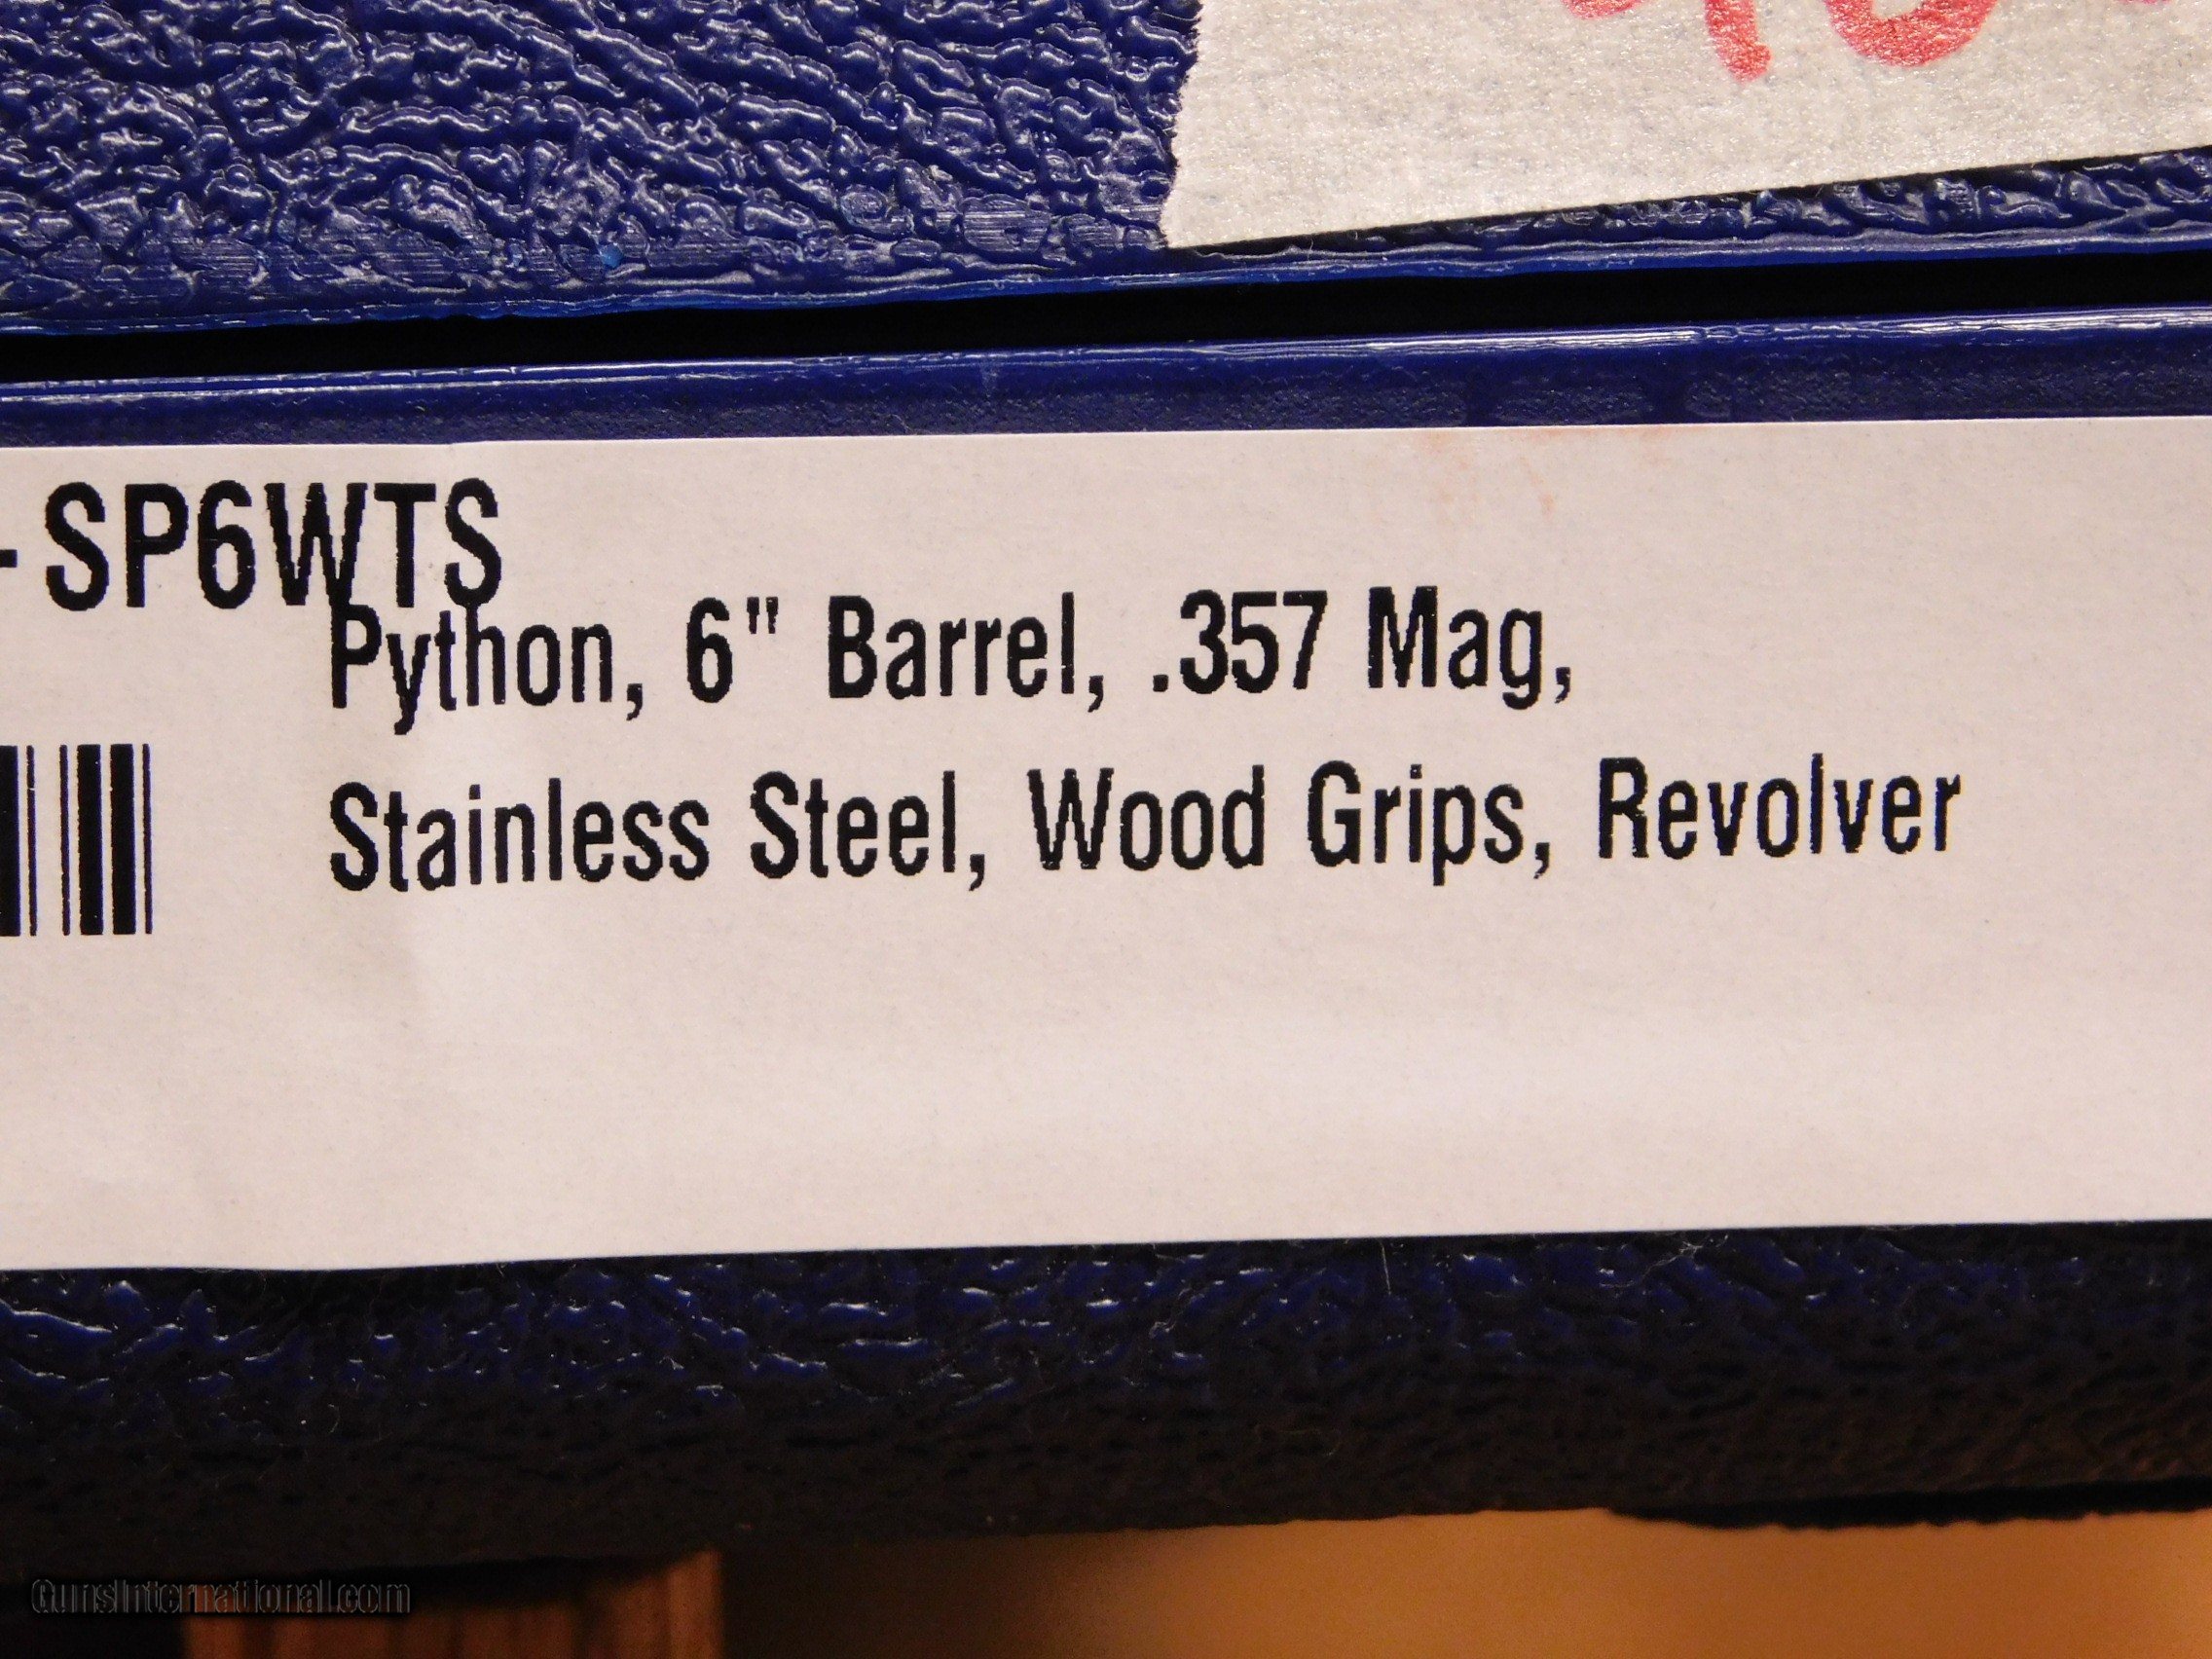 -SP6WTS
Python, 6" Barrel, .357 Mag,
Stainless Steel, Wood Grips, Revolver
GunsInternational.com